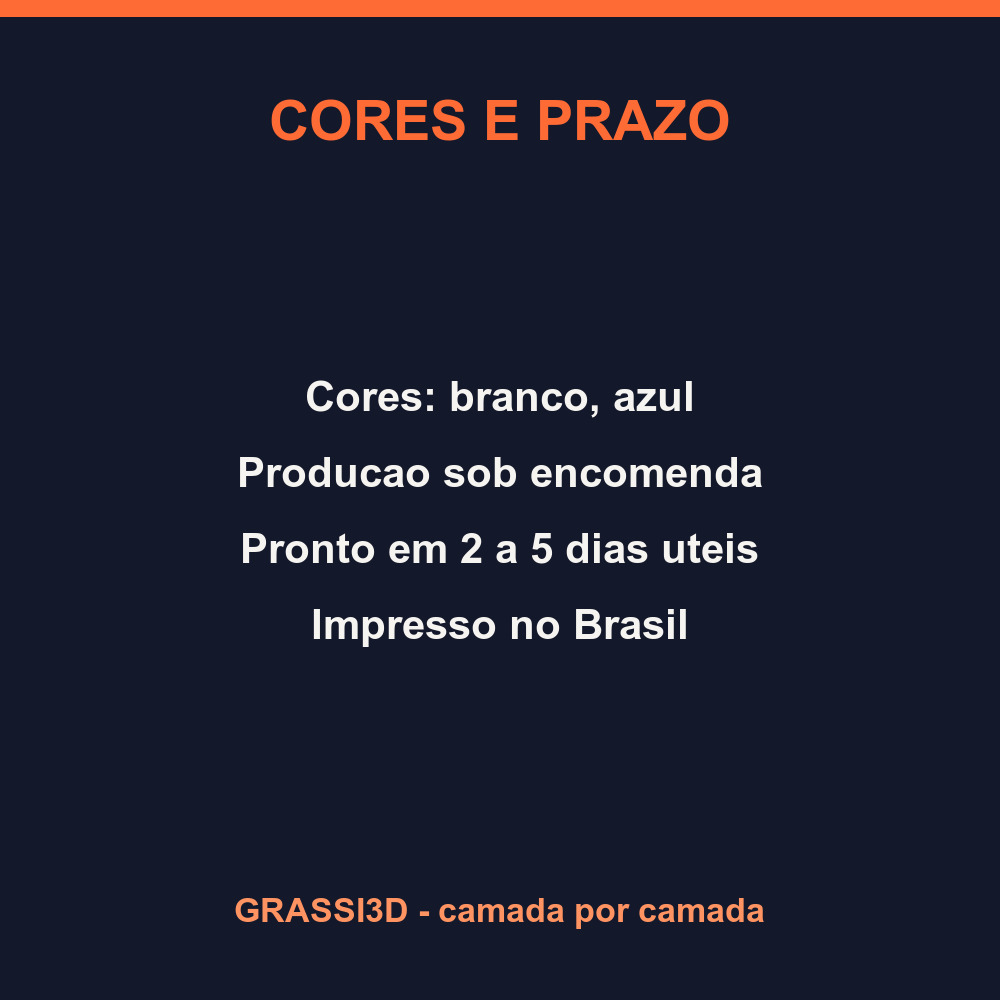 CORES E PRAZO
Cores: branco, azul
Producao sob encomenda
Pronto em 2 a 5 dias uteis
Impresso no Brasil
GRASSI3D - camada por camada